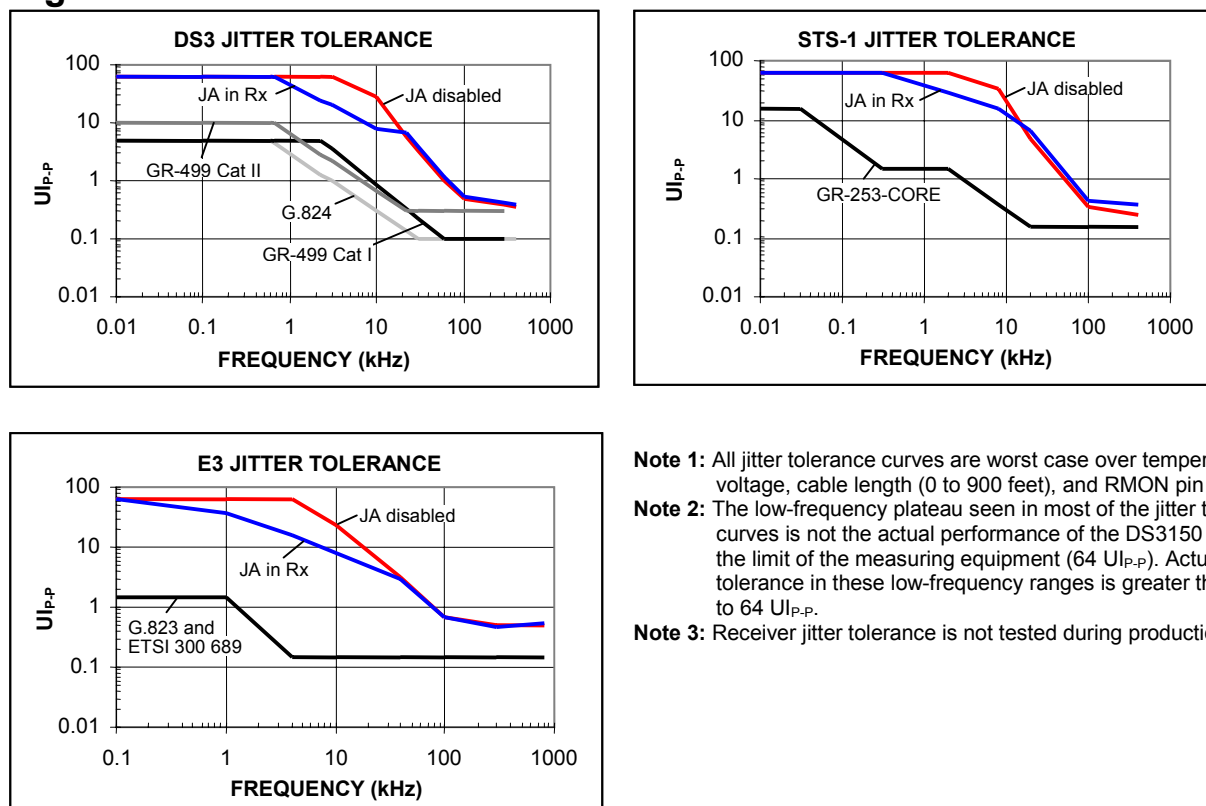 DS3 JITTER TOLERANCE
100
10
1
0.1
0.01
UIP-P
JA in Rx
JA disabled
GR-499 Cat II
G.824
GR-499 Cat I
0.01 0.1 1 10 100 1000
FREQUENCY (kHz)
STS-1 JITTER TOLERANCE
100
10
1
0.1
0.01
UIP-P
JA in Rx
JA disabled
GR-253-CORE
0.01 0.1 1 10 100 1000
FREQUENCY (kHz)
E3 JITTER TOLERANCE
100
10
1
0.1
0.01
UIP-P
JA disabled
JA in Rx
G.823 and
ETSI 300 689
0.1 1 10 100 1000
FREQUENCY (kHz)
Note 1: All jitter tolerance curves are worst case over
voltage, cable length (0 to 900 feet), and RMON pin
Note 2: The low-frequency plateau seen in most of the jitter
curves is not the actual performance of the DS3150
the limit of the measuring equipment (64 UIP-P).
tolerance in these low-frequency ranges is greater
to 64 UIP-P.
Note 3: Receiver jitter tolerance is not tested during